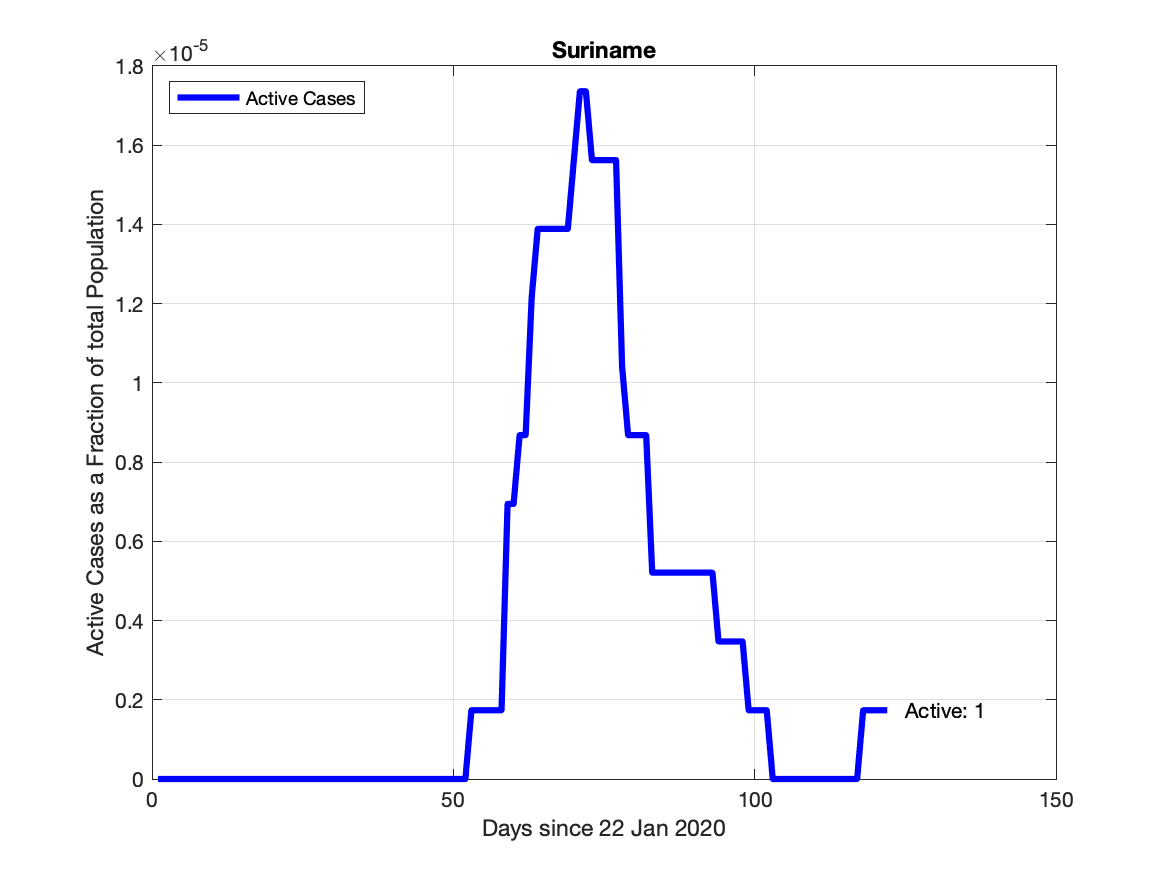 Suriname
×10-5
Active Cases
Active Cases as a Fraction of total Population
1.8
1.6
1.4
1.2
1
0.8
0.6
0.4
0.2
0
Active: 1
0 50 100 150
Days since 22 Jan 2020